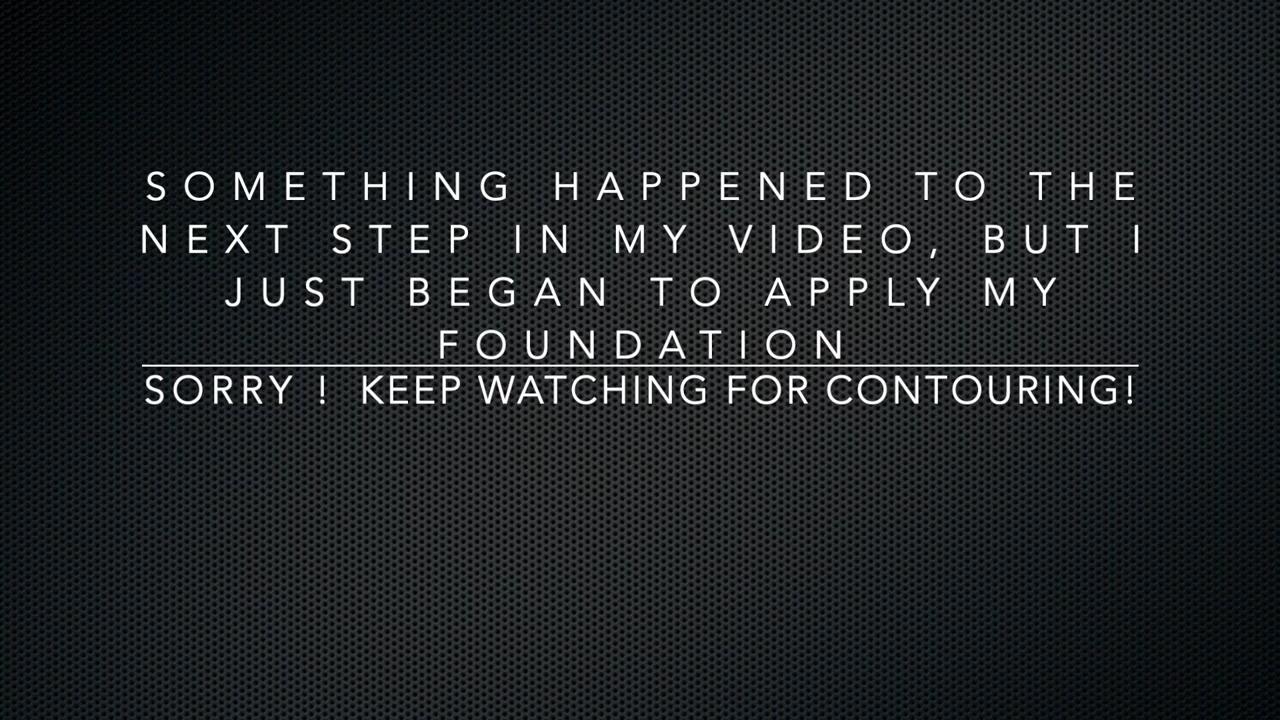 SOMETHING HAPPENED TO THE
NEXT STEP IN MY VIDEO, BUT I
JUST BEGAN TO APPLY MY
FOUNDATION
SORRY ! KEEP WATCHING FOR CONTOURING!